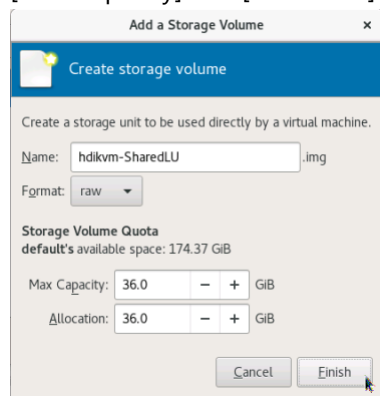 Add a Storage Volume ×
Create storage volume
Create a storage unit to be used directly by a virtual machine.
Name: hdikvm-SharedLU .img
Format: raw
Storage Volume Quota
default's available space: 174.37 GiB
Max Capacity: 36.0 − + GiB
Allocation: 36.0 − + GiB
Cancel Finish